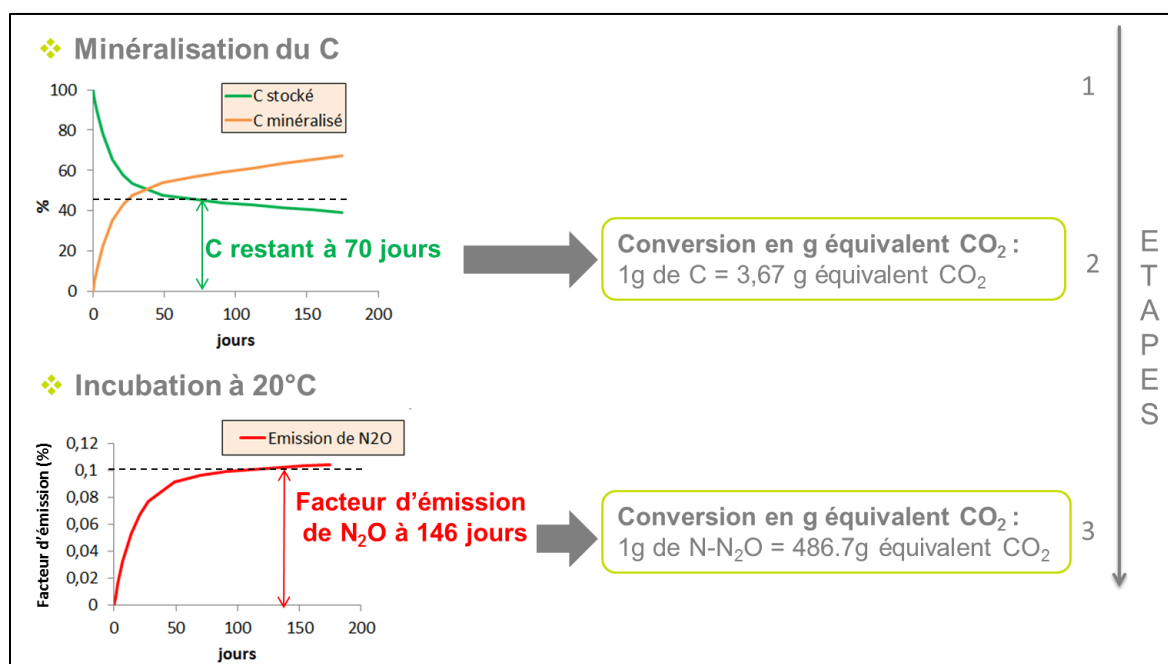 Minéralisation du C
1
100
80
60
40
20
0
%
C stocké
C minéralisé
C restant à 70 jours
0 50 100 150 200
jours
Conversion en g équivalent CO₂ :
1g de C = 3,67 g équivalent CO₂
2
E
T
A
P
E
S
Incubation à 20°C
Facteur d'émission (%)
0,12
0,1
0,08
0,06
0,04
0,02
0
Emission de N2O
Facteur d'émission
de N₂O à 146 jours
0 50 100 150 200
jours
Conversion en g équivalent CO₂ :
1g de N-N₂O = 486.7g équivalent CO₂
3